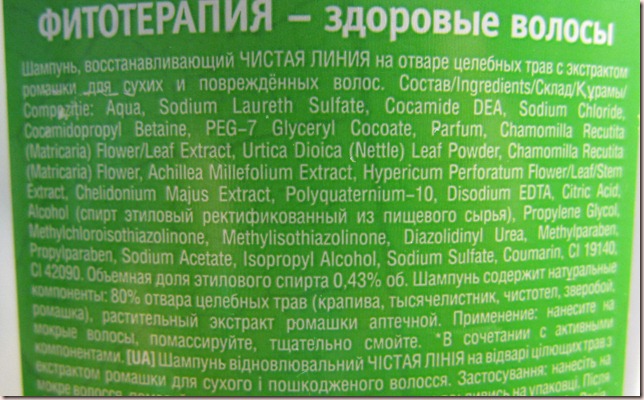 ФИТОТЕРАПИЯ – здоровые волосы
Шампунь, восстанавливающий ЧИСТАЯ ЛИНИЯ на отваре целебных трав с экстрактом
ромашки для сухих и повреждённых волос. Состав/Ingredients/Склад/Құрамы/
Compoziţie: Aqua, Sodium Laureth Sulfate, Cocamide DEA, Sodium Chloride,
Cocamidopropyl Betaine, PEG-7 Glyceryl Cocoate, Parfum, Chamomilla Recutita
(Matricaria) Flower/Leaf Extract, Urtica Dioica (Nettle) Leaf Powder, Chamomilla Recutita
(Matricaria) Flower, Achillea Millefolium Extract, Hypericum Perforatum Flower/Leaf/Stem
Extract, Chelidonium Majus Extract, Polyquaternium-10, Disodium EDTA, Citric Acid,
Alcohol (спирт этиловый ректификованный из пищевого сырья), Propylene Glycol,
Methylchloroisothiazolinone, Methylisothiazolinone, Diazolidinyl Urea, Methylparaben,
Propylparaben, Sodium Acetate, Isopropyl Alcohol, Sodium Sulfate, Coumarin, CI 19140,
CI 42090. Объемная доля этилового спирта 0,43% об. Шампунь содержит натуральные
компоненты: 80% отвара целебных трав (крапива, тысячелистник, чистотел, зверобой,
ромашка), растительный экстракт ромашки аптечной. Применение: нанесите на
мокрые волосы, помассируйте, тщательно смойте. *В сочетании с активными
компонентами. [UA] Шампунь відновлювальний ЧИСТАЯ ЛІНІЯ на відварі цілющих трав з
екстрактом ромашки для сухого і пошкодженого волосся. Застосування: нанесіть на
мокре волосся, на упаковці. Після